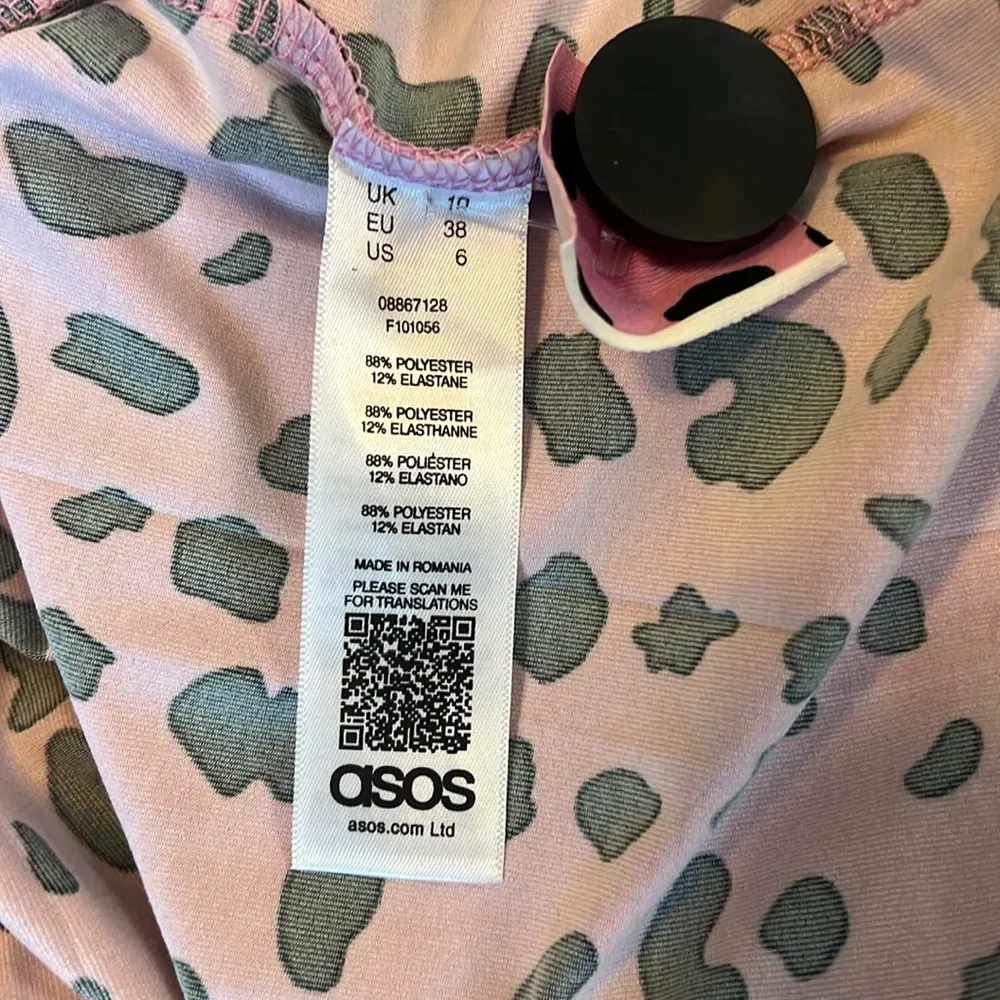 UK 10
EU 38
US 6
08867128
F101056
88% POLYESTER
12% ELASTANE
88% POLYESTER
12% ELASTHANNE
88% POLIÉSTER
12% ELASTANO
88% POLYESTER
12% ELASTAN
MADE IN ROMANIA
PLEASE SCAN ME
FOR TRANSLATIONS
asos
asos.com Ltd